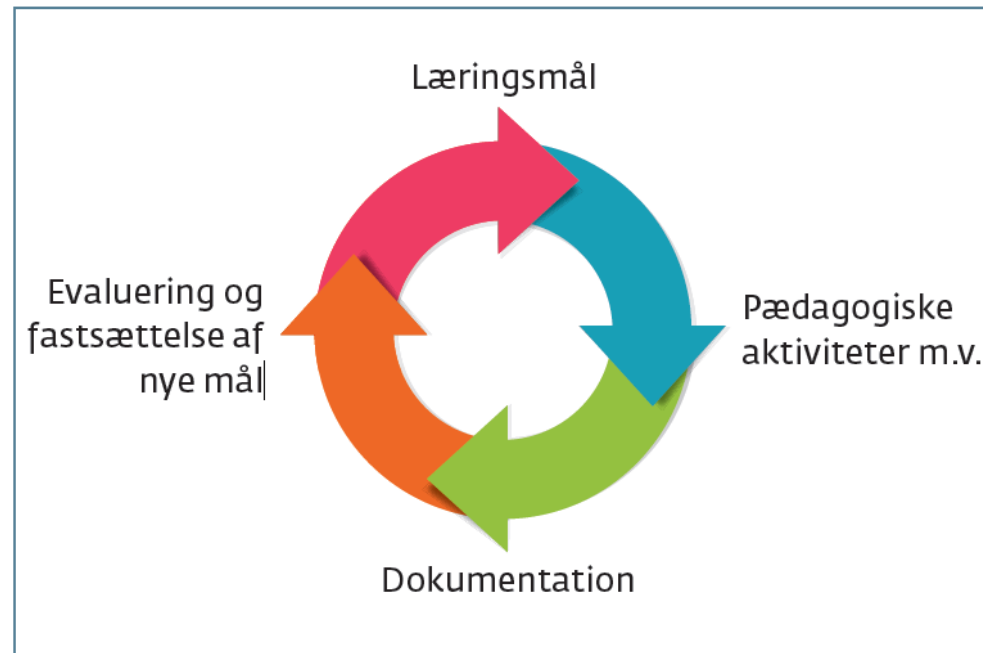 Læringsmål
Pædagogiske
aktiviteter m.v.
Dokumentation
Evaluering og
fastsættelse af
nye mål